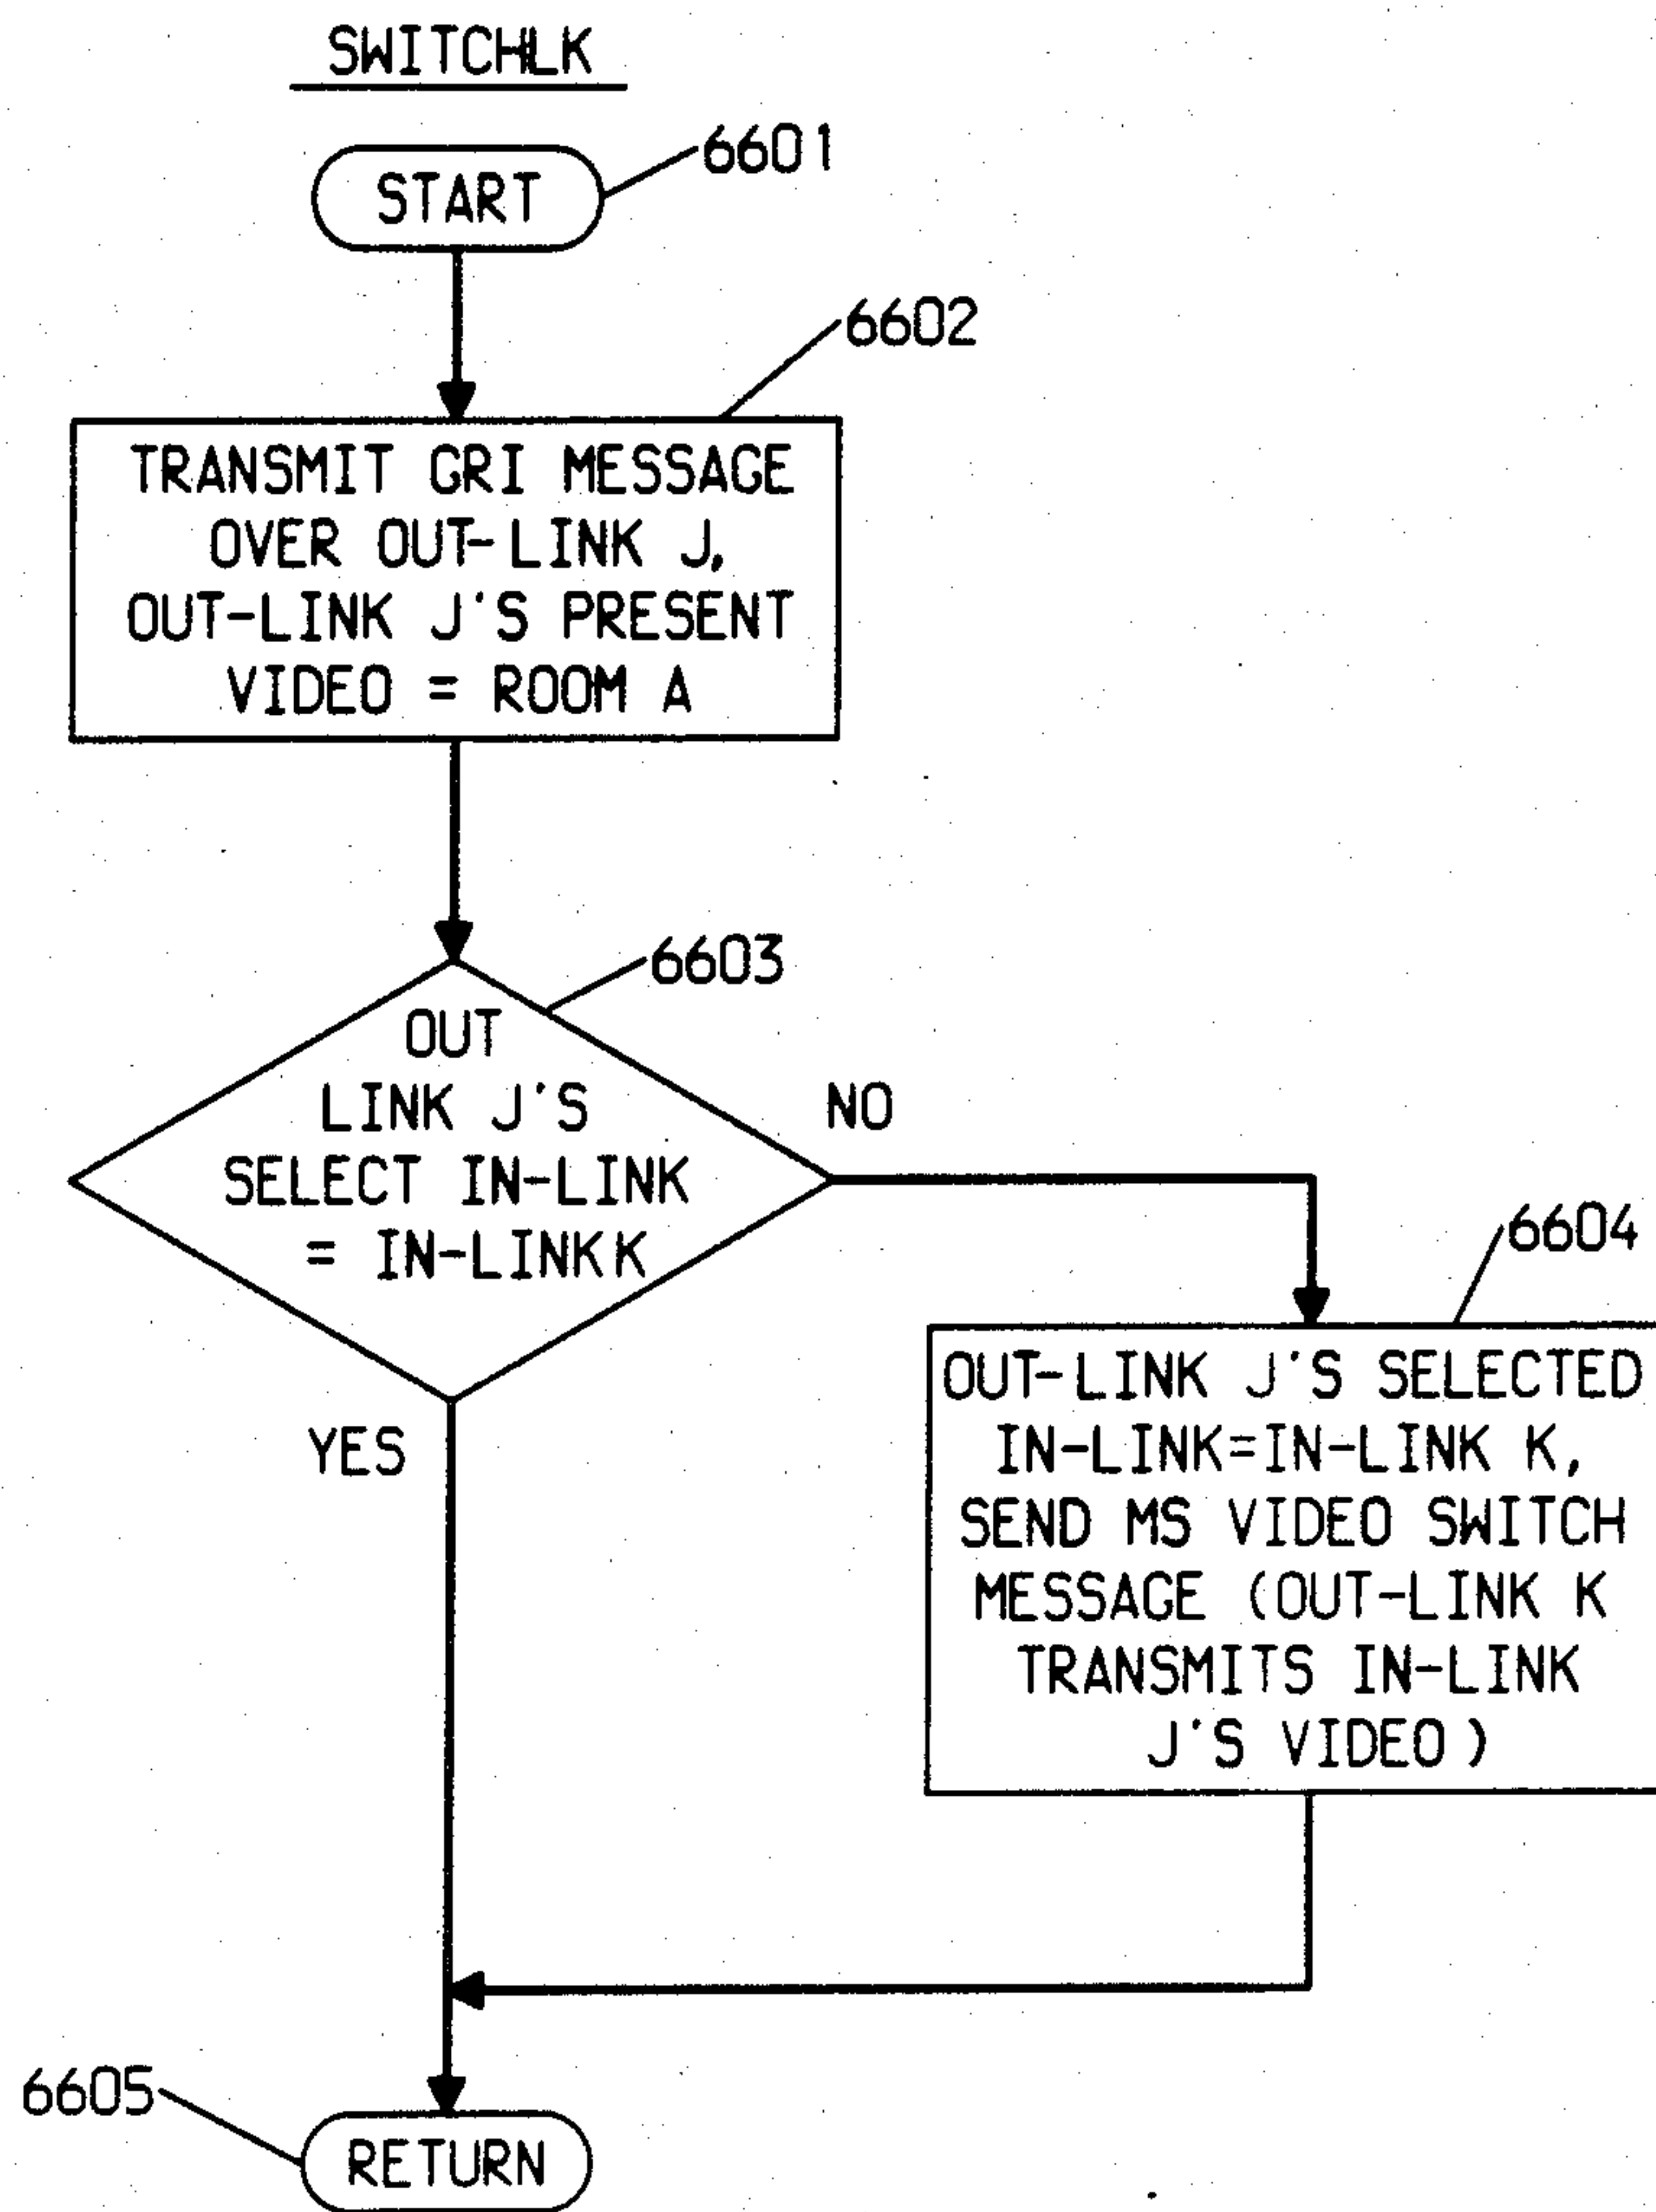 SWITCHLK
6601
START
6602
TRANSMIT GRI MESSAGE
OVER OUT-LINK J,
OUT-LINK J'S PRESENT
VIDEO = ROOM A
6603
OUT
LINK J'S
SELECT IN-LINK
= IN-LINK K
NO
YES
6604
OUT-LINK J'S SELECTED
IN-LINK=IN-LINK K,
SEND MS VIDEO SWITCH
MESSAGE (OUT-LINK K
TRANSMITS IN-LINK
J'S VIDEO)
6605
RETURN